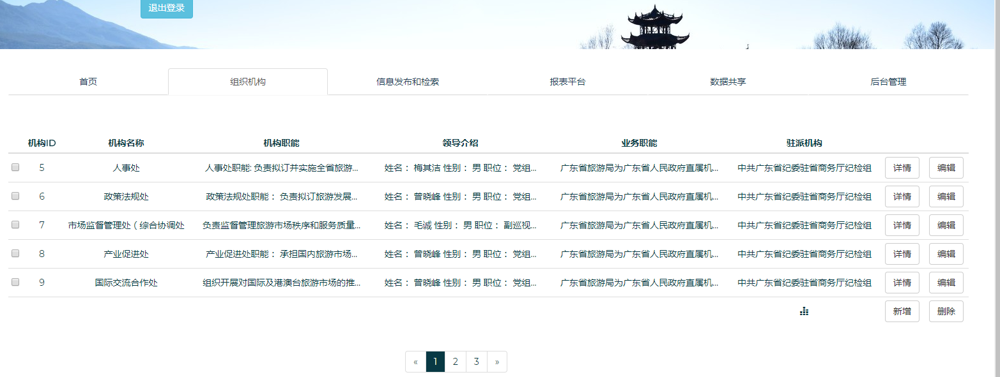 退出登录
首页 组织机构 信息发布和检索 报表平台 数据共享 后台管理
机构ID 机构名称 机构职能 领导介绍 业务职能 驻派机构
5 人事处 人事处职能: 负责拟订并实施全省旅游... 姓名： 梅其洁 性别： 男 职位： 党组... 广东省旅游局为广东省人民政府直属机... 中共广东省纪委驻省商务厅纪检组 详情 编辑
6 政策法规处 政策法规处职能： 负责拟订旅游发展... 姓名： 曾晓峰 性别： 男 职位： 党组... 广东省旅游局为广东省人民政府直属机... 中共广东省纪委驻省商务厅纪检组 详情 编辑
7 市场监督管理处（综合协调处 负责监督管理旅游市场秩序和服务质量... 姓名： 毛诚 性别： 男 职位： 副巡视... 广东省旅游局为广东省人民政府直属机... 中共广东省纪委驻省商务厅纪检组 详情 编辑
8 产业促进处 产业促进处职能： 承担国内旅游市场... 姓名： 曾晓峰 性别： 男 职位： 党组... 广东省旅游局为广东省人民政府直属机... 中共广东省纪委驻省商务厅纪检组 详情 编辑
9 国际交流合作处 组织开展对国际及港澳台旅游市场的推... 姓名： 曾晓峰 性别： 男 职位： 党组... 广东省旅游局为广东省人民政府直属机... 中共广东省纪委驻省商务厅纪检组 详情 编辑
新增 删除
« 1 2 3 »